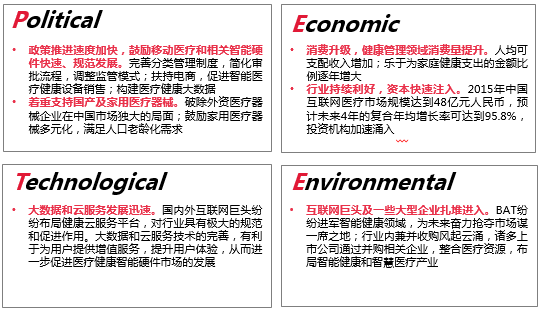 Political
• 政策推进速度加快，鼓励移动医疗和相关智能硬
件快速、规范发展。完善分类管理制度，简化审
批流程，调整监管模式；扶持电商，促进智能医
疗健康设备销售；构建医疗健康大数据
• 着重支持国产及家用医疗器械。破除外资医疗器
械企业在中国市场独大的局面；鼓励家用医疗器
械多元化，满足人口老龄化需求
Economic
• 消费升级，健康管理领域消费量提升。人均可
支配收入增加；乐于为家庭健康支出的金额比
例逐年增大
• 行业持续利好，资本快速注入。2015年中国
互联网医疗市场规模达到48亿元人民币，预
计未来4年的复合年均增长率可达到95.8%，
投资机构加速涌入
Technological
• 大数据和云服务发展迅速。国内外互联网巨头纷
纷布局健康云服务平台，对行业具有极大的规范
和促进作用。大数据和云服务技术的完善，有利
于为用户提供增值服务，提升用户体验，从而进
一步促进医疗健康智能硬件市场的发展
Environmental
• 互联网巨头及一些大型企业扎堆进入。BAT纷
纷进军智能健康领域，为未来奋力抢夺市场谋
一席之地；行业内兼并收购风起云涌，诸多上
市公司通过并购相关企业，整合医疗资源，布
局智能健康和智慧医疗产业